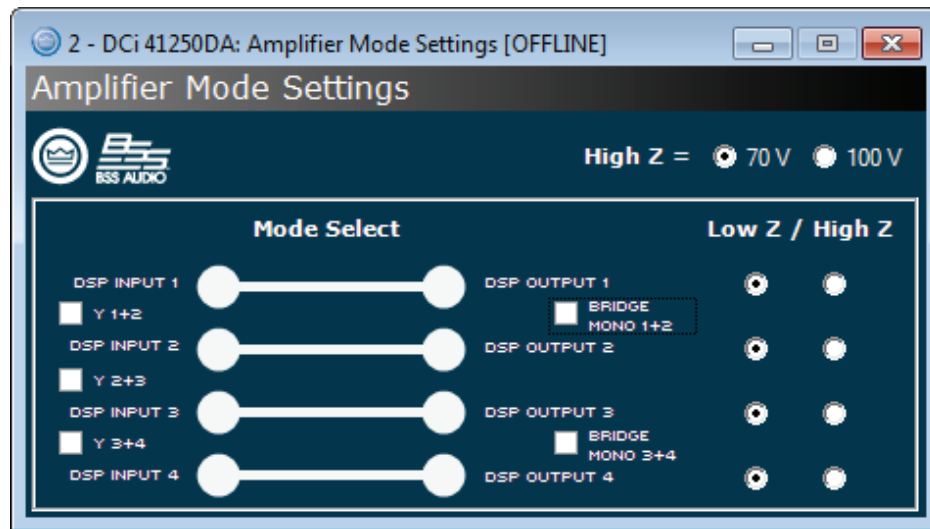 2 - DCi 41250DA: Amplifier Mode Settings [OFFLINE]
Amplifier Mode Settings
BSS AUDIO
High Z = 70 V 100 V
Mode Select
Low Z / High Z
DSP INPUT 1
DSP OUTPUT 1
Y 1+2
BRIDGE
MONO 1+2
DSP INPUT 2
DSP OUTPUT 2
Y 2+3
DSP INPUT 3
DSP OUTPUT 3
Y 3+4
BRIDGE
MONO 3+4
DSP INPUT 4
DSP OUTPUT 4